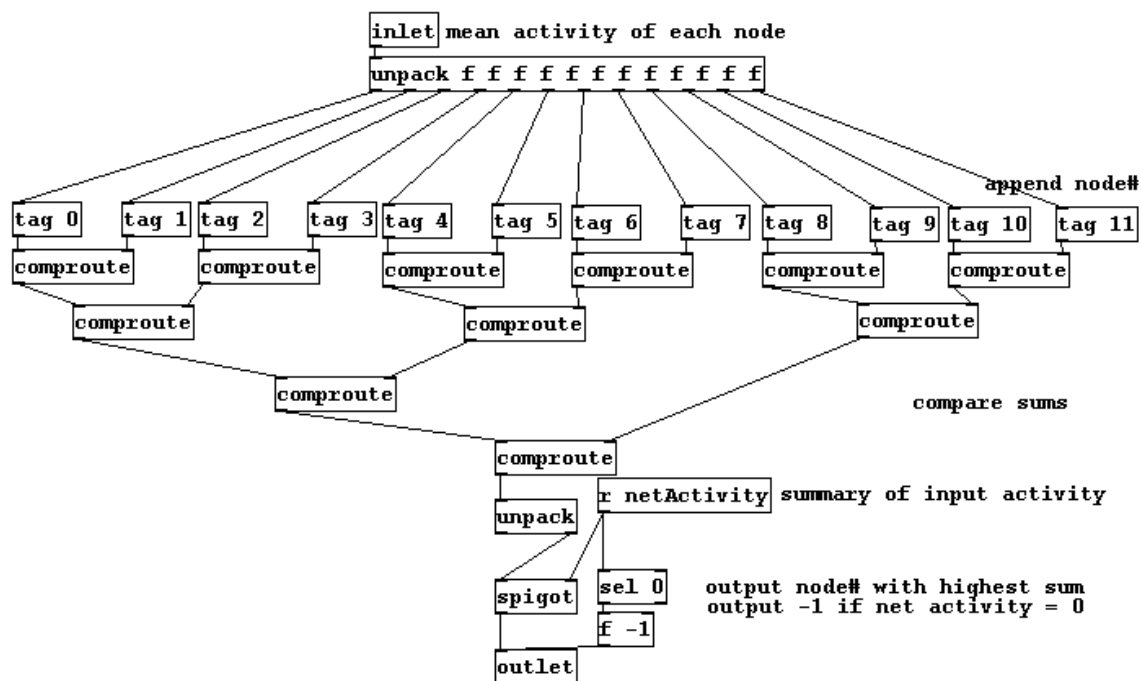 inlet mean activity of each node
unpack f f f f f f f f f f f f
append node#
tag 0 tag 1 tag 2 tag 3 tag 4 tag 5 tag 6 tag 7 tag 8 tag 9 tag 10 tag 11
comproute comproute comproute comproute comproute comproute
comproute comproute comproute
comproute
compare sums
comproute
r netActivity summary of input activity
unpack
spigot sel 0 output node# with highest sum
output -1 if net activity = 0
f -1
outlet